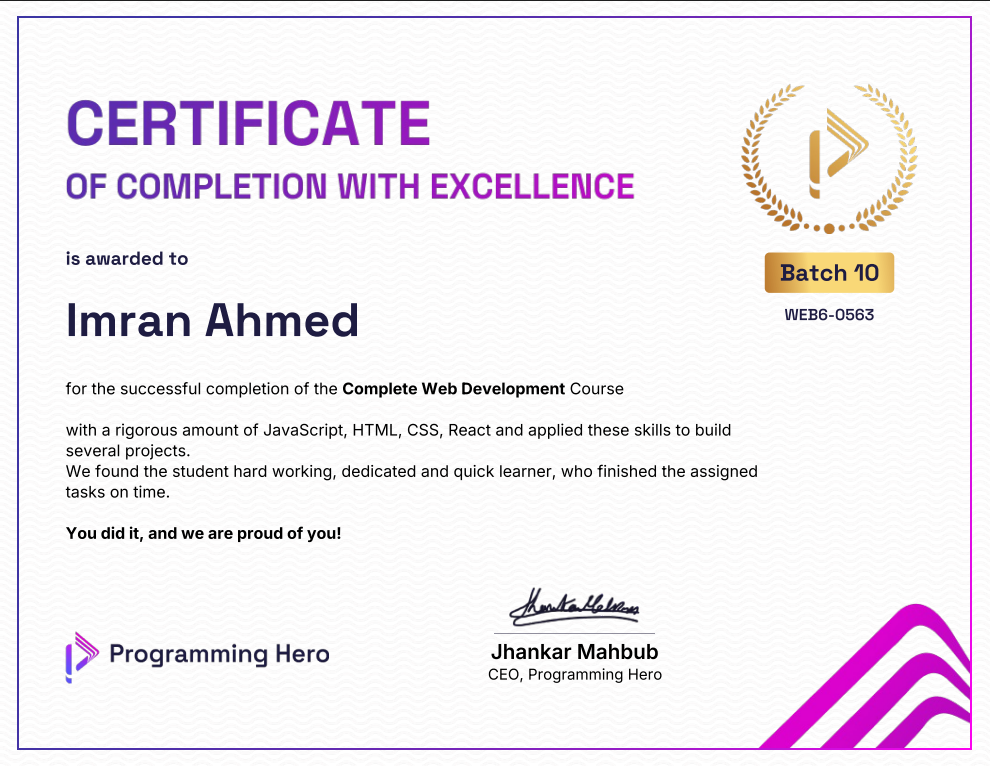 CERTIFICATE
OF COMPLETION WITH EXCELLENCE
is awarded to
Imran Ahmed
Batch 10
WEB6-0563
for the successful completion of the Complete Web Development Course
with a rigorous amount of JavaScript, HTML, CSS, React and applied these skills to build
several projects.
We found the student hard working, dedicated and quick learner, who finished the assigned
tasks on time.
You did it, and we are proud of you!
Programming Hero
Jhankar Mahbub
CEO, Programming Hero